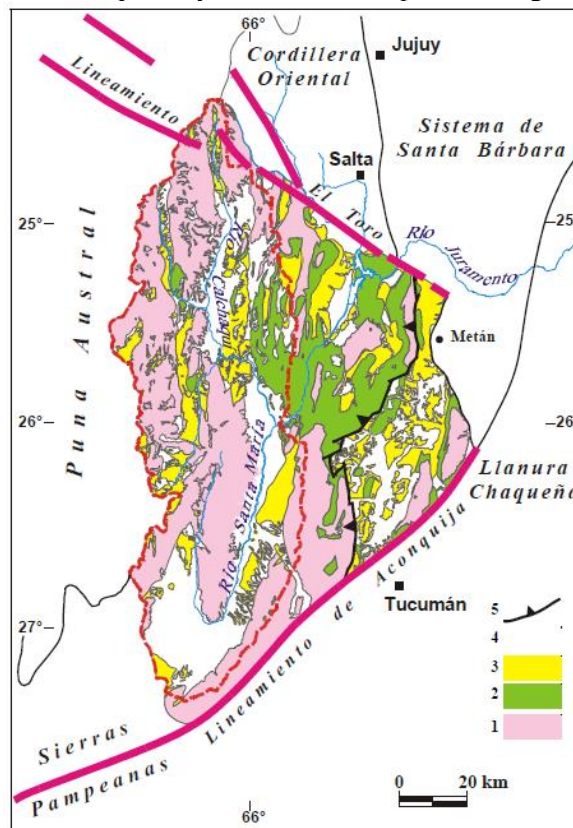 66°
Cordillera
Oriental
Jujuy
Lineamiento
Sistema de
Santa Bárbara
Salta
El Toro
25°
Río
Juramento
Río Calchaquí
Metán
Puna Austral
26°
Río Santa María
Llanura
Chaqueña
Lineamiento de Aconquija
Tucumán
27°
5
4
3
2
1
Sierras
Pampeanas
0 20 km
66°